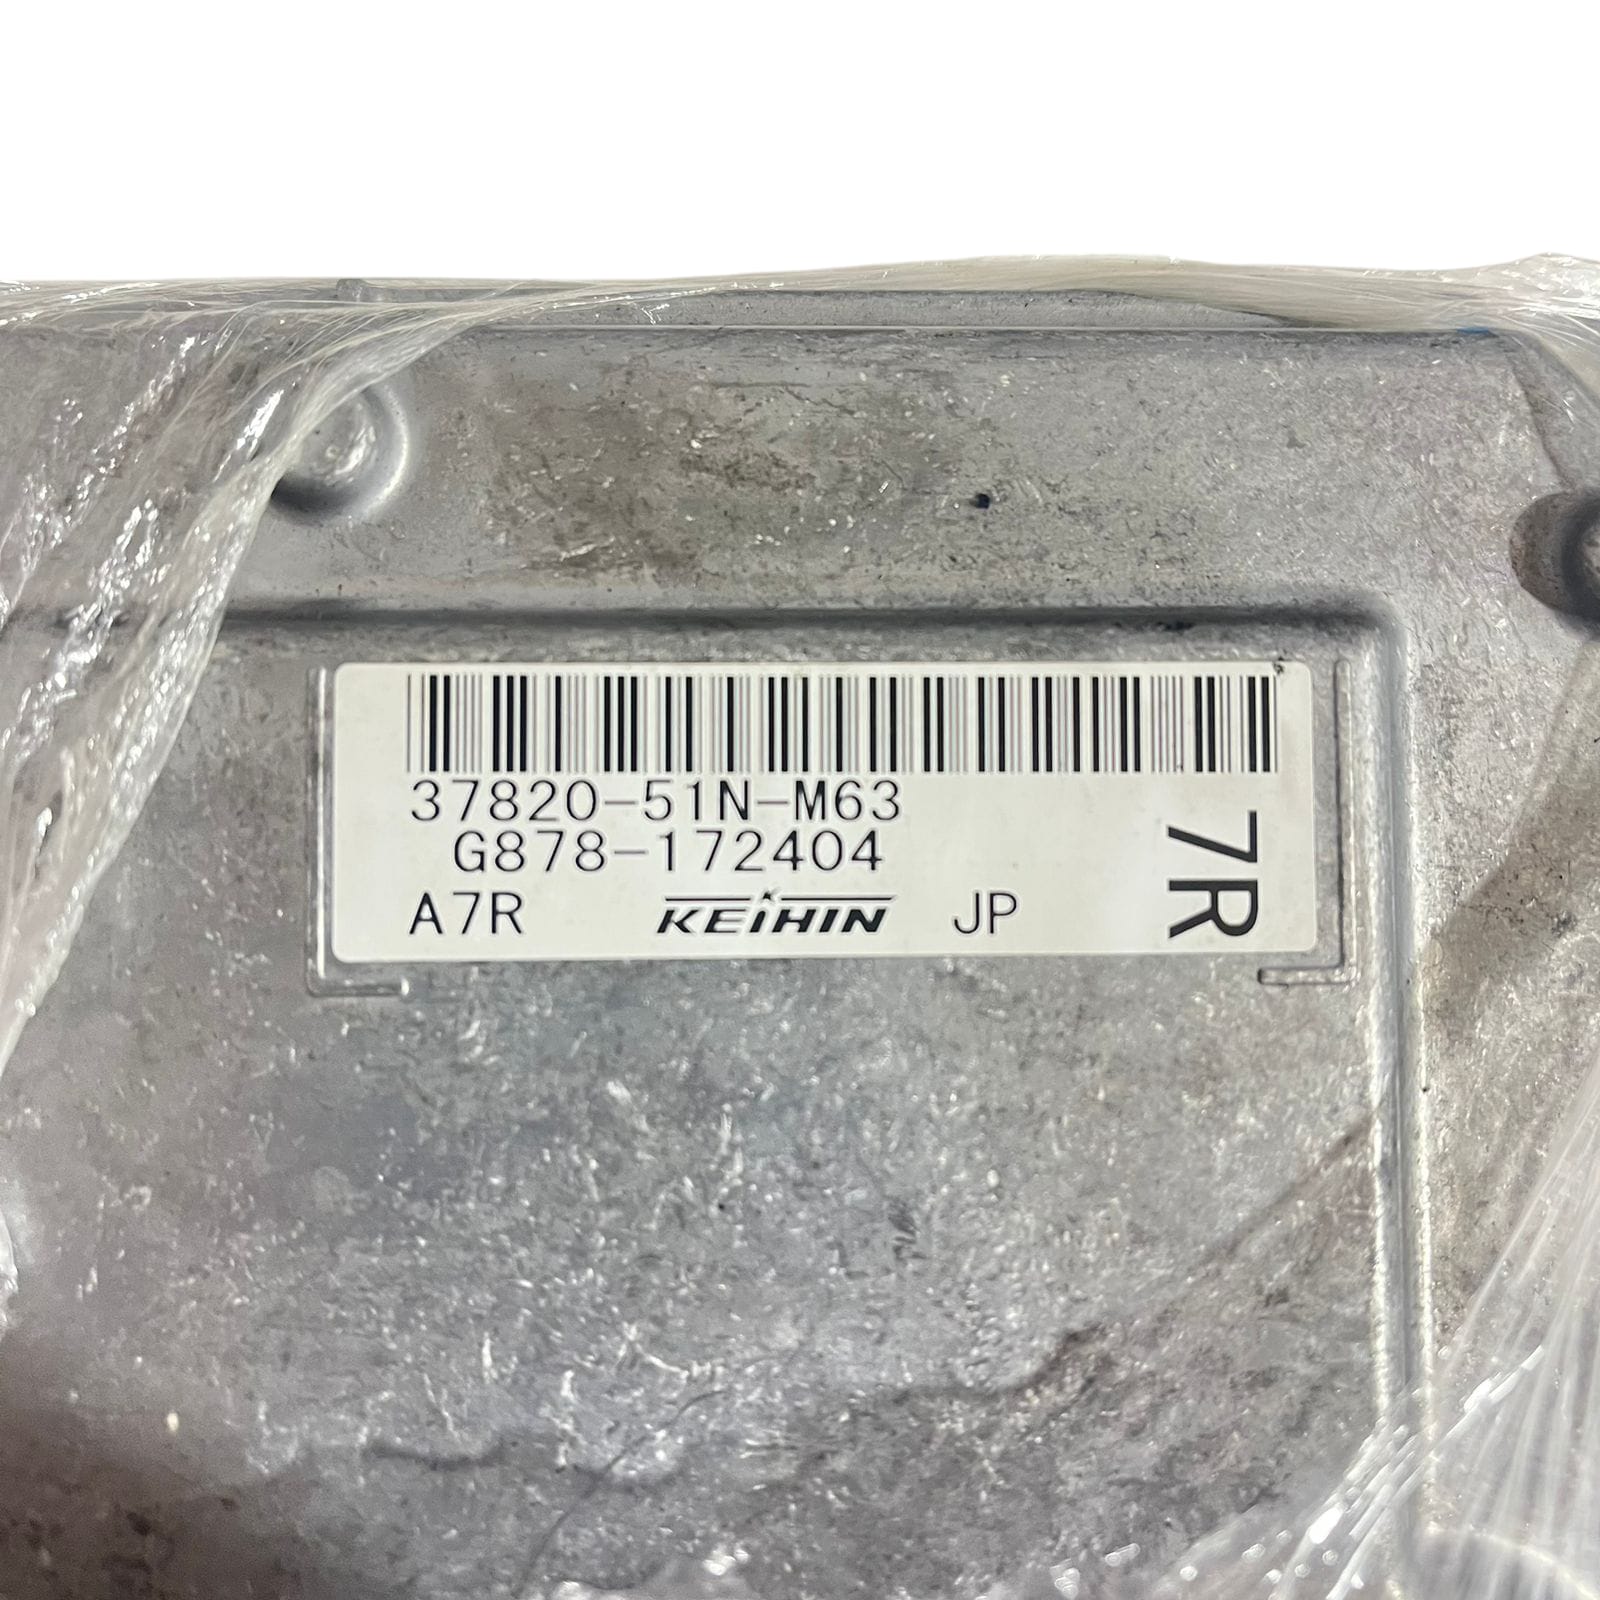 37820-51N-M63
G878-172404
A7R KEIHIN JP
7R